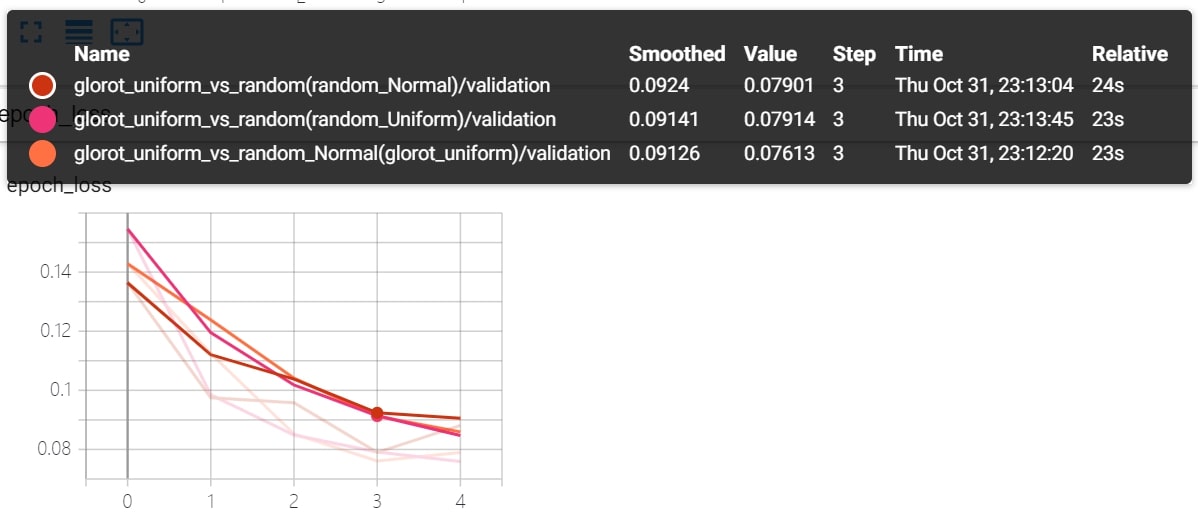 Name Smoothed Value Step Time Relative
glorot_uniform_vs_random(random_Normal)/validation 0.0924 0.07901 3 Thu Oct 31, 23:13:04 24s
glorot_uniform_vs_random(random_Uniform)/validation 0.09141 0.07914 3 Thu Oct 31, 23:13:45 23s
epoch_loss
glorot_uniform_vs_random_Normal(glorot_uniform)/validation 0.09126 0.07613 3 Thu Oct 31, 23:12:20 23s
epoch_loss
0.14
0.12
0.1
0.08
0 1 2 3 4